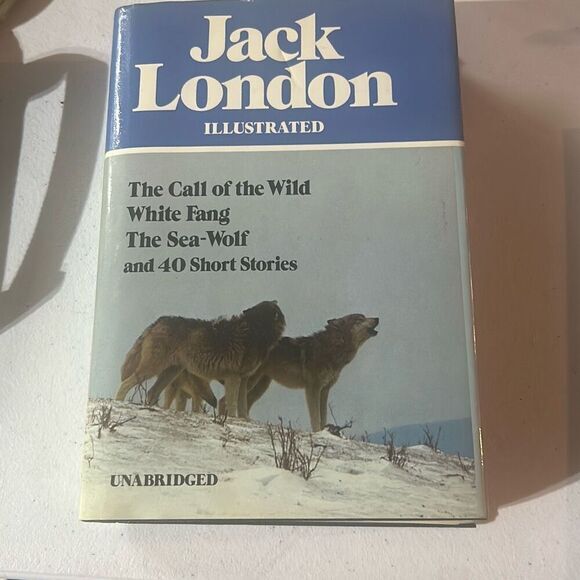 Jack
London
ILLUSTRATED
The Call of the Wild
White Fang
The Sea-Wolf
and 40 Short Stories
UNABRIDGED